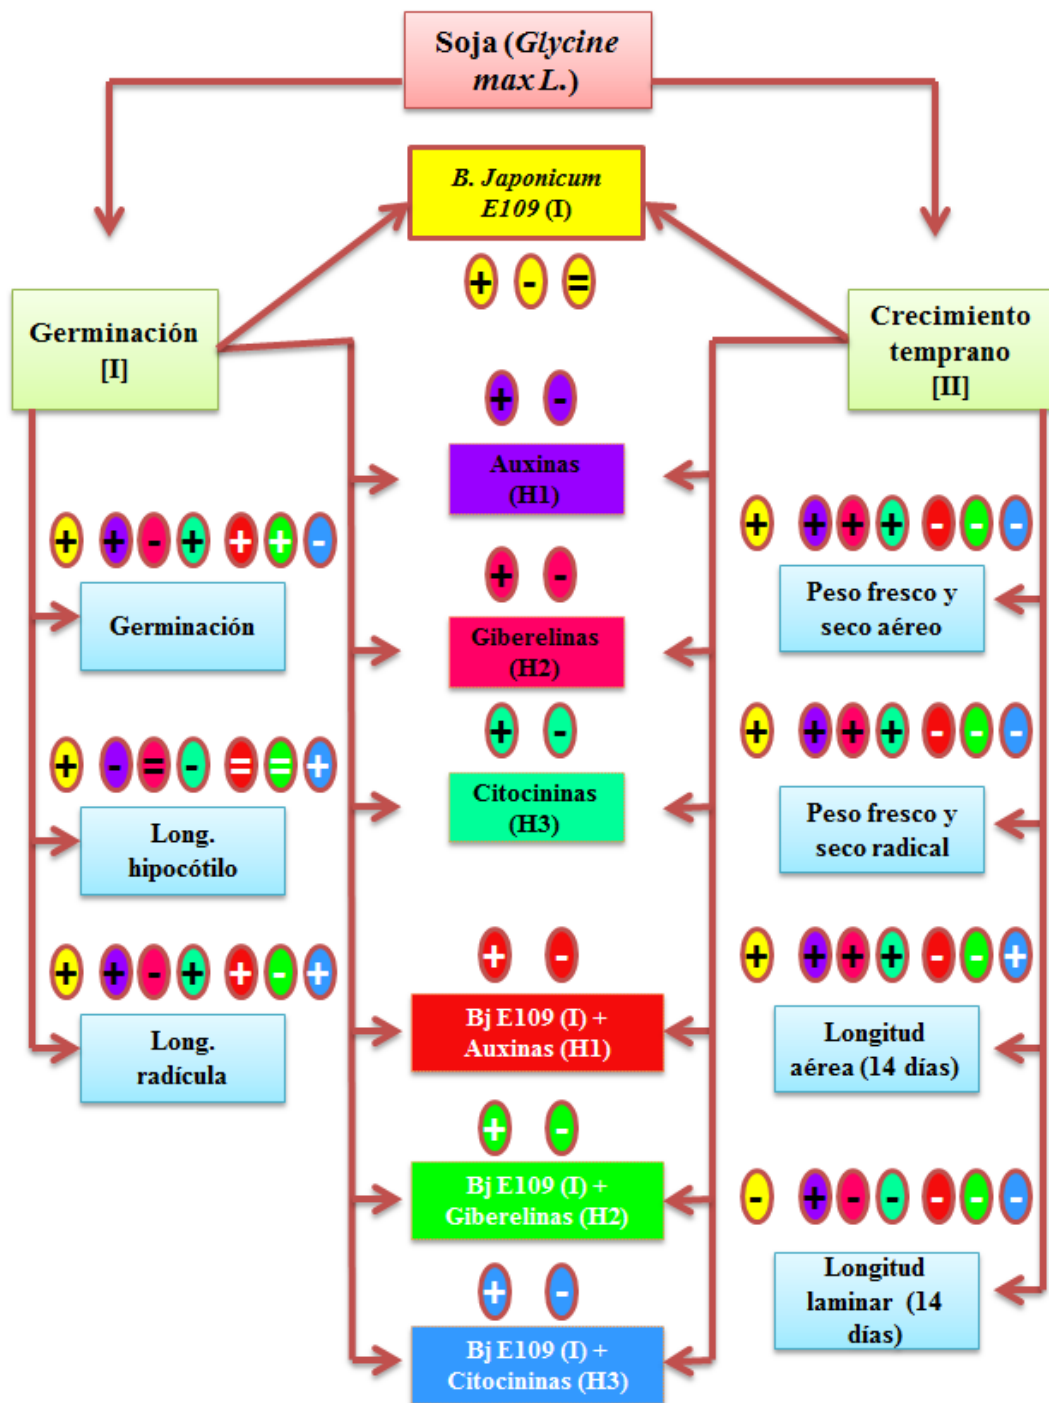 Soja (Glycine
max L.)
B. Japonicum
E109 (I)
+ - =
Germinación
[I]
Crecimiento
temprano
[II]
+ -
Auxinas
(H1)
+ + - + + + -
Germinación
+ + + + - - -
Peso fresco y
seco aéreo
+ -
Giberelinas
(H2)
+ -
Citocininas
(H3)
+ - = - = = +
Long.
hipocótilo
+ + + + - - -
Peso fresco y
seco radical
+ + - + + - +
Long.
radícula
+ -
Bj E109 (I) +
Auxinas (H1)
+ + + + - - +
Longitud
aérea (14 días)
+ -
Bj E109 (I) +
Giberelinas (H2)
- + - - - - -
Longitud
laminar (14
días)
+ -
Bj E109 (I) +
Citocininas (H3)